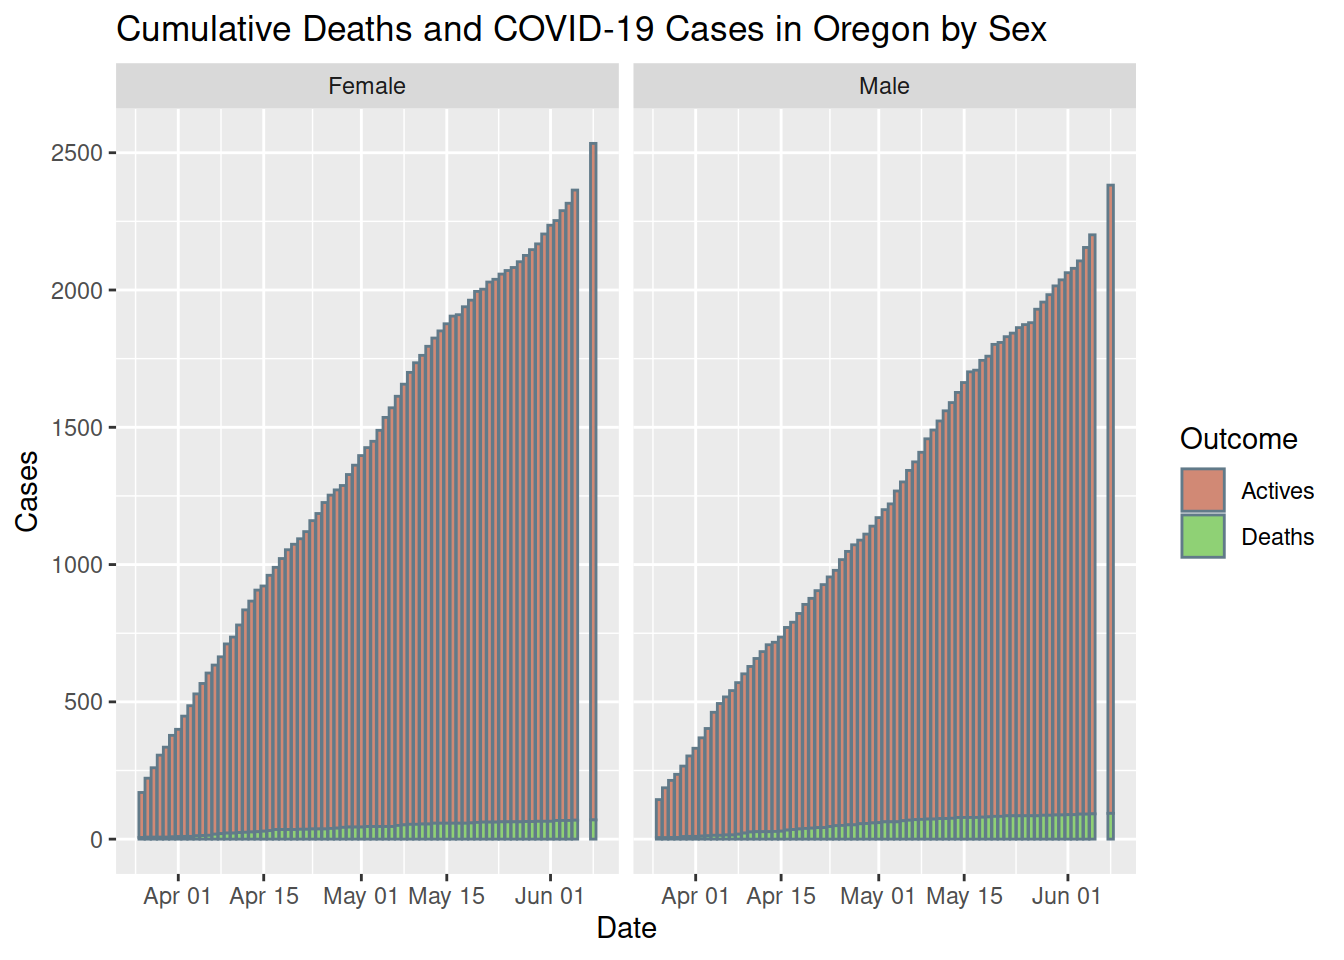 Cumulative Deaths and COVID-19 Cases in Oregon by Sex
Female
Male
2500
2000
1500
1000
500
0
Cases
Apr 01
Apr 15
May 01
May 15
Jun 01
Apr 01
Apr 15
May 01
May 15
Jun 01
Date
Outcome
Actives
Deaths